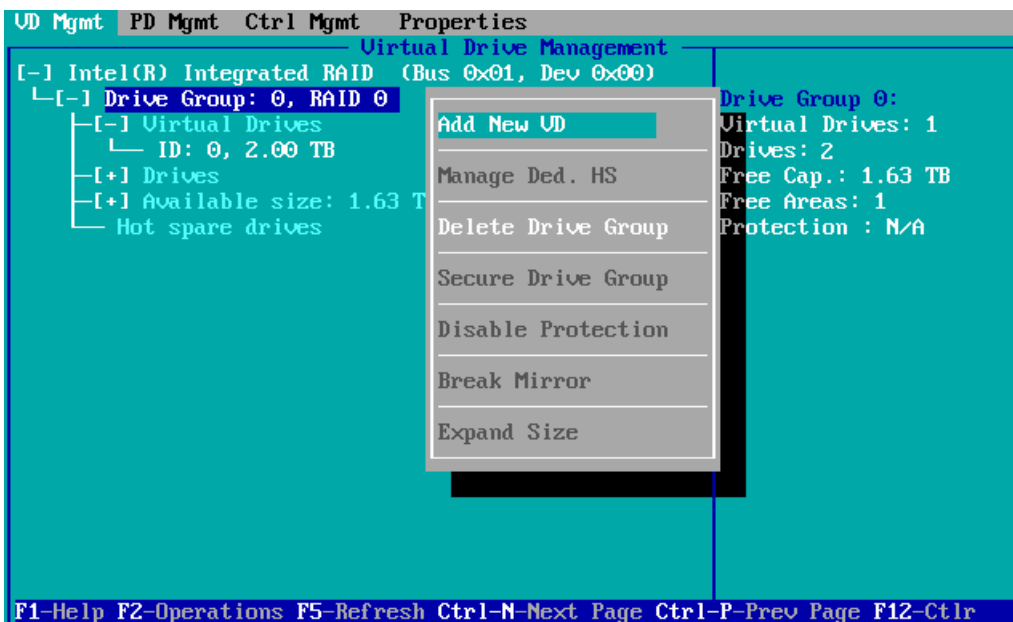 VD Mgmt PD Mgmt Ctrl Mgmt Properties
Virtual Drive Management
[-] Intel(R) Integrated RAID (Bus 0x01, Dev 0x00)
[-] Drive Group: 0, RAID 0
[-] Virtual Drives
ID: 0, 2.00 TB
[+] Drives
[+] Available size: 1.63 T
Hot spare drives
Add New VD
Manage Ded. HS
Delete Drive Group
Secure Drive Group
Disable Protection
Break Mirror
Expand Size
Drive Group 0:
Virtual Drives: 1
Drives: 2
Free Cap.: 1.63 TB
Free Areas: 1
Protection : N/A
F1-Help F2-Operations F5-Refresh Ctrl-N-Next Page Ctrl-P-Prev Page F12-Ctlr